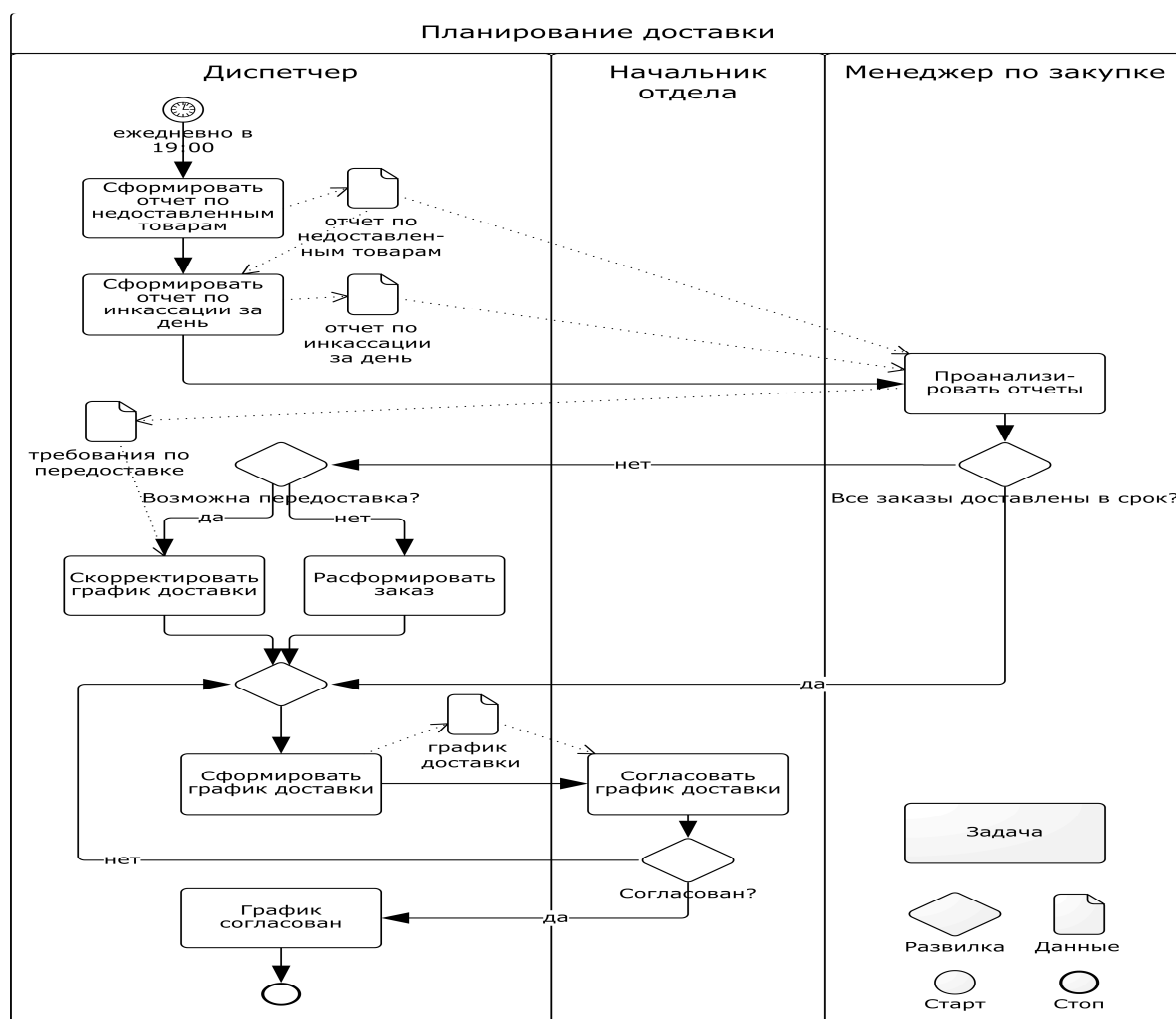 Планирование доставки
Диспетчер
Начальник
отдела
Менеджер по закупке
ежедневно в
19:00
Сформировать
отчет по
недоставленным
товарам
отчет по
недоставлен-
ным товарам
Сформировать
отчет по
инкассации за
день
отчет по
инкассации
за день
Проанализи-
ровать отчеты
требования по
передоставке
нет
Возможна передоставка?
Все заказы доставлены в срок?
да
нет
Скорректировать
график доставки
Расформировать
заказ
да
график
доставки
Сформировать
график доставки
Согласовать
график доставки
нет
Согласован?
да
График
согласован
Задача
Развилка
Данные
Старт
Стоп